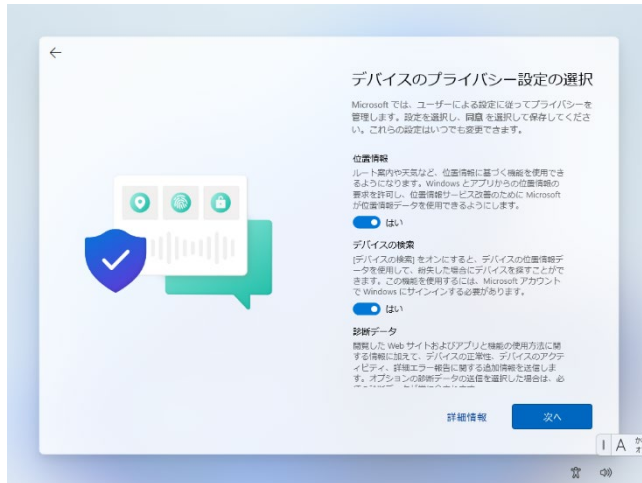 デバイスのプライバシー設定の選択
Microsoft では、ユーザーによる設定に従ってプライバシーを
管理します。設定を選択し、同意 を選択して保存してくださ
い。これらの設定はいつでも変更できます。
位置情報
ルート案内や天気など、位置情報に基づく機能を使用でき
るようになります。Windows とアプリからの位置情報の
要求を許可し、位置情報サービス改善のために Microsoft
が位置情報データを使用できるようにします。
はい
デバイスの検索
[デバイスの検索] をオンにすると、デバイスの位置情報デ
ータを使用して、紛失した場合にデバイスを探すことがで
きます。この機能を使用するには、Microsoft アカウント
で Windows にサインインする必要があります。
はい
診断データ
閲覧した Web サイトおよびアプリと機能の使用方法に関
する情報に加えて、デバイスの正常性、デバイスのアクテ
ィビティ、詳細エラー報告に関する追加情報を送信しま
す。オプションの診断データの送信を選択した場合は、必
詳細情報
次へ
A
か